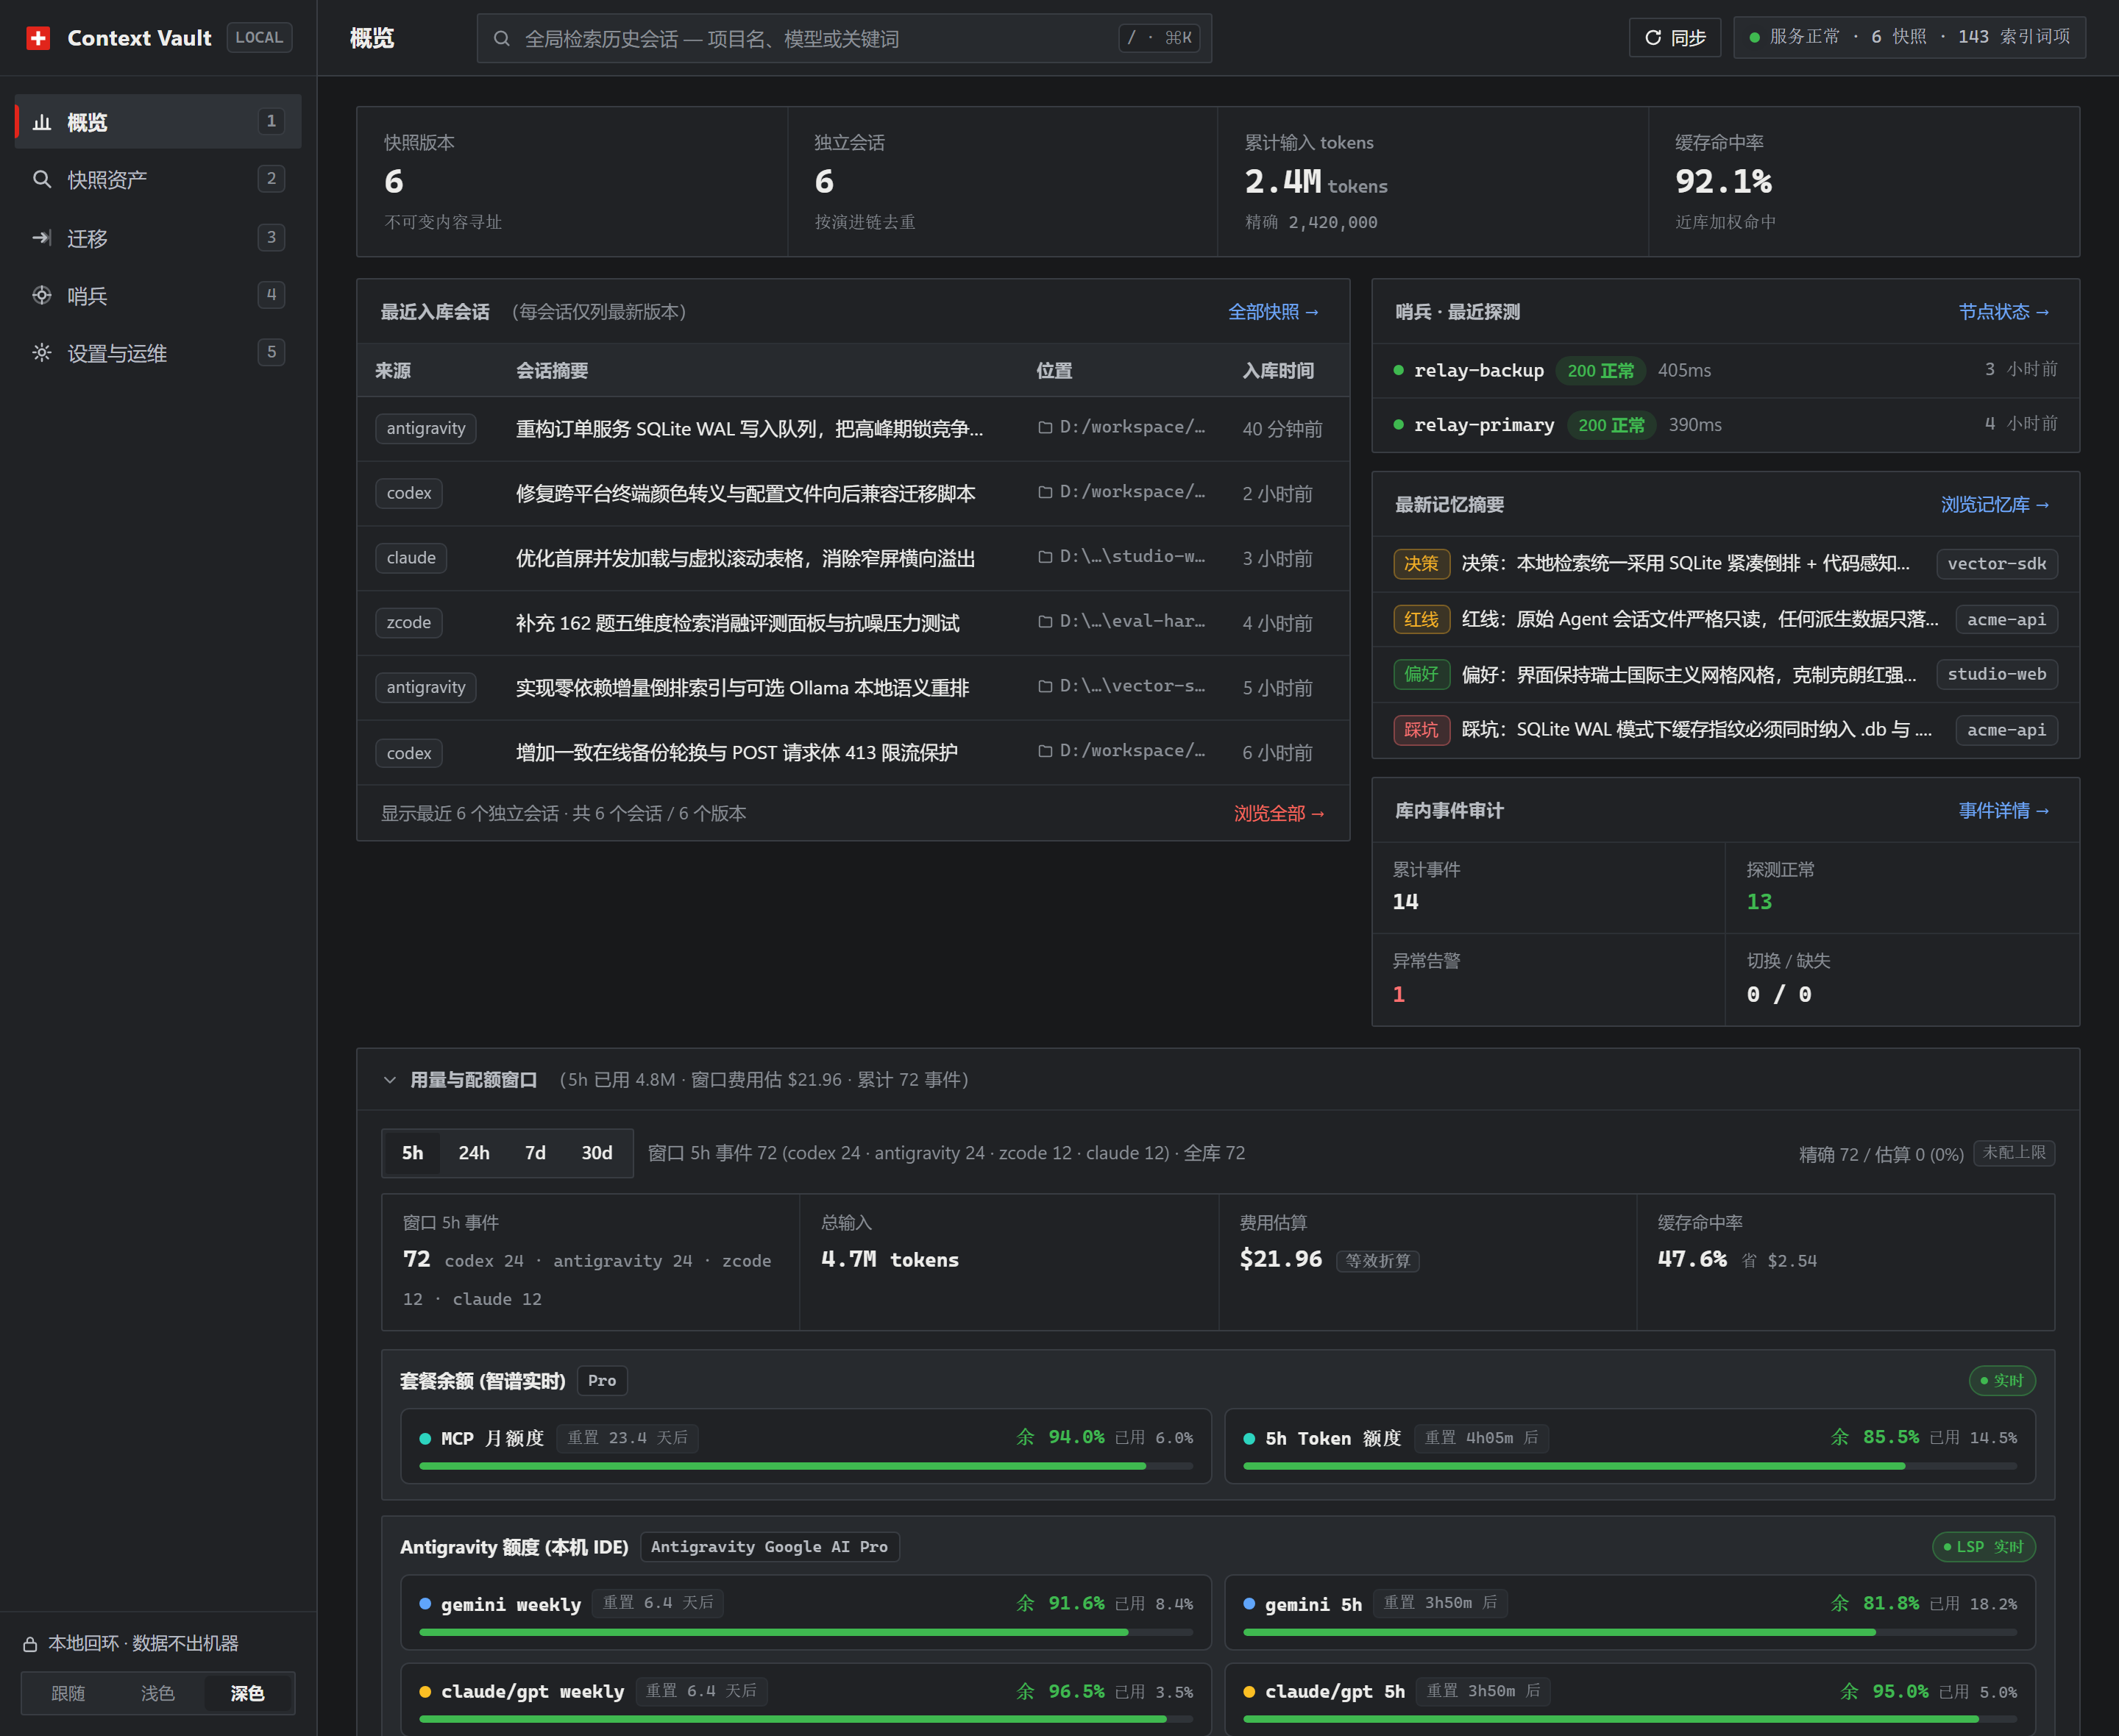 Context Vault LOCAL
概览 1
快照资产 2
迁移 3
哨兵 4
设置与运维 5
本地回环 · 数据不出机器
跟随 浅色 深色
概览
全局检索历史会话 — 项目名、模型或关键词 / · ⌘K
同步
服务正常 · 6 快照 · 143 索引词项
快照版本
6
不可变内容寻址
独立会话
6
按演进链去重
累计输入 tokens
2.4M tokens
精确 2,420,000
缓存命中率
92.1%
近库加权命中
最近入库会话 (每会话仅列最新版本) 全部快照 →
来源 会话摘要 位置 入库时间
antigravity 重构订单服务 SQLite WAL 写入队列，把高峰期锁竞争... D:/workspace/… 40 分钟前
codex 修复跨平台终端颜色转义与配置文件向后兼容迁移脚本 D:/workspace/… 2 小时前
claude 优化首屏并发加载与虚拟滚动表格，消除窄屏横向溢出 D:\…\studio-w… 3 小时前
zcode 补充 162 题五维度检索消融评测面板与抗噪压力测试 D:\…\eval-har… 4 小时前
antigravity 实现零依赖增量倒排索引与可选 Ollama 本地语义重排 D:\…\vector-s… 5 小时前
codex 增加一致在线备份轮换与 POST 请求体 413 限流保护 D:/workspace/… 6 小时前
显示最近 6 个独立会话 · 共 6 个会话 / 6 个版本 浏览全部 →
哨兵 · 最近探测 节点状态 →
relay-backup 200 正常 405ms 3 小时前
relay-primary 200 正常 390ms 4 小时前
最新记忆摘要 浏览记忆库 →
决策 决策：本地检索统一采用 SQLite 紧凑倒排 + 代码感知... vector-sdk
红线 红线：原始 Agent 会话文件严格只读，任何派生数据只落... acme-api
偏好 偏好：界面保持瑞士国际主义网格风格，克制克朗红强... studio-web
踩坑 踩坑：SQLite WAL 模式下缓存指纹必须同时纳入 .db 与 .... acme-api
库内事件审计 事件详情 →
累计事件
14
探测正常
13
异常告警
1
切换 / 缺失
0 / 0
用量与配额窗口 (5h 已用 4.8M · 窗口费用估 $21.96 · 累计 72 事件)
5h 24h 7d 30d 窗口 5h 事件 72 (codex 24 · antigravity 24 · zcode 12 · claude 12) · 全库 72 精确 72 / 估算 0 (0%) 未配上限
窗口 5h 事件
72 codex 24 · antigravity 24 · zcode
12 · claude 12
总输入
4.7M tokens
费用估算
$21.96 等效折算
缓存命中率
47.6% 省 $2.54
套餐余额 (智谱实时) Pro 实时
MCP 月额度 重置 23.4 天后 余 94.0% 已用 6.0%
5h Token 额度 重置 4h05m 后 余 85.5% 已用 14.5%
Antigravity 额度 (本机 IDE) Antigravity Google AI Pro LSP 实时
gemini weekly 重置 6.4 天后 余 91.6% 已用 8.4%
gemini 5h 重置 3h50m 后 余 81.8% 已用 18.2%
claude/gpt weekly 重置 6.4 天后 余 96.5% 已用 3.5%
claude/gpt 5h 重置 3h50m 后 余 95.0% 已用 5.0%